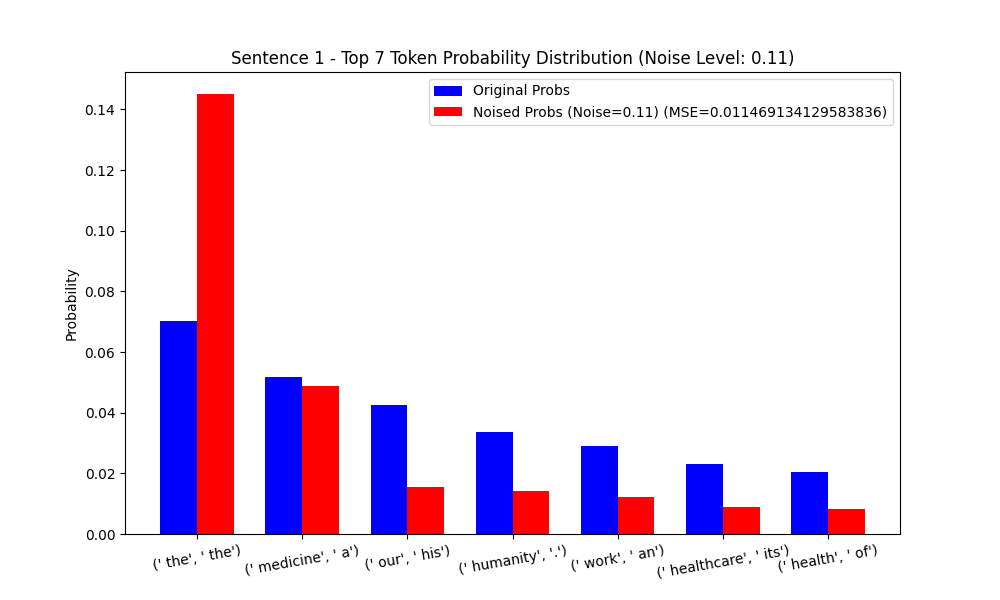 Sentence 1 - Top 7 Token Probability Distribution (Noise Level: 0.11)
Original Probs
Noised Probs (Noise=0.11) (MSE=0.011469134129583836)
Probability
0.14
0.12
0.10
0.08
0.06
0.04
0.02
0.00
(' the', ' the')
(' medicine', ' a')
(' our', ' his')
(' humanity', '.')
(' work', ' an')
(' healthcare', ' its')
(' health', ' of')